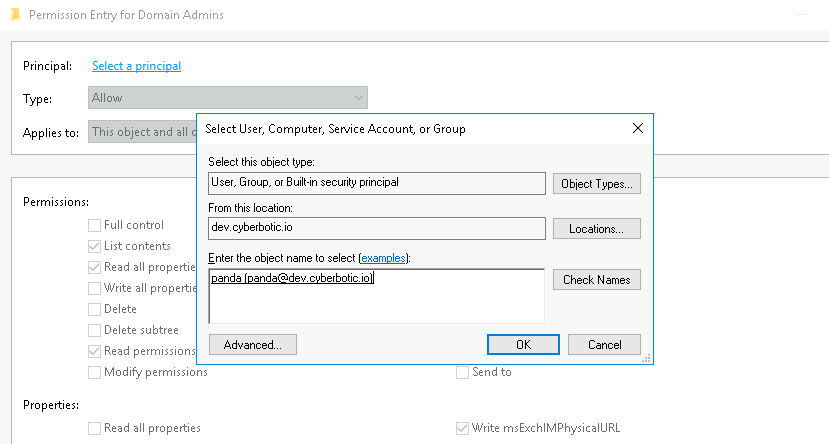 Permission Entry for Domain Admins
Principal: Select a principal
Type: Allow
Applies to: This object and all
Select User, Computer, Service Account, or Group
Select this object type:
User, Group, or Built-in security principal
Object Types...
From this location:
dev.cyberbotic.io
Locations...
Enter the object name to select (examples):
panda (panda@dev.cyberbotic.io)
Check Names
Advanced...
OK
Cancel
Permissions:
Full control
List contents
Read all
Write all
Delete
Delete subtree
Read permissions
Modify permissions
Send to
Properties:
Read all properties
Write msExchIMPhysicalURL